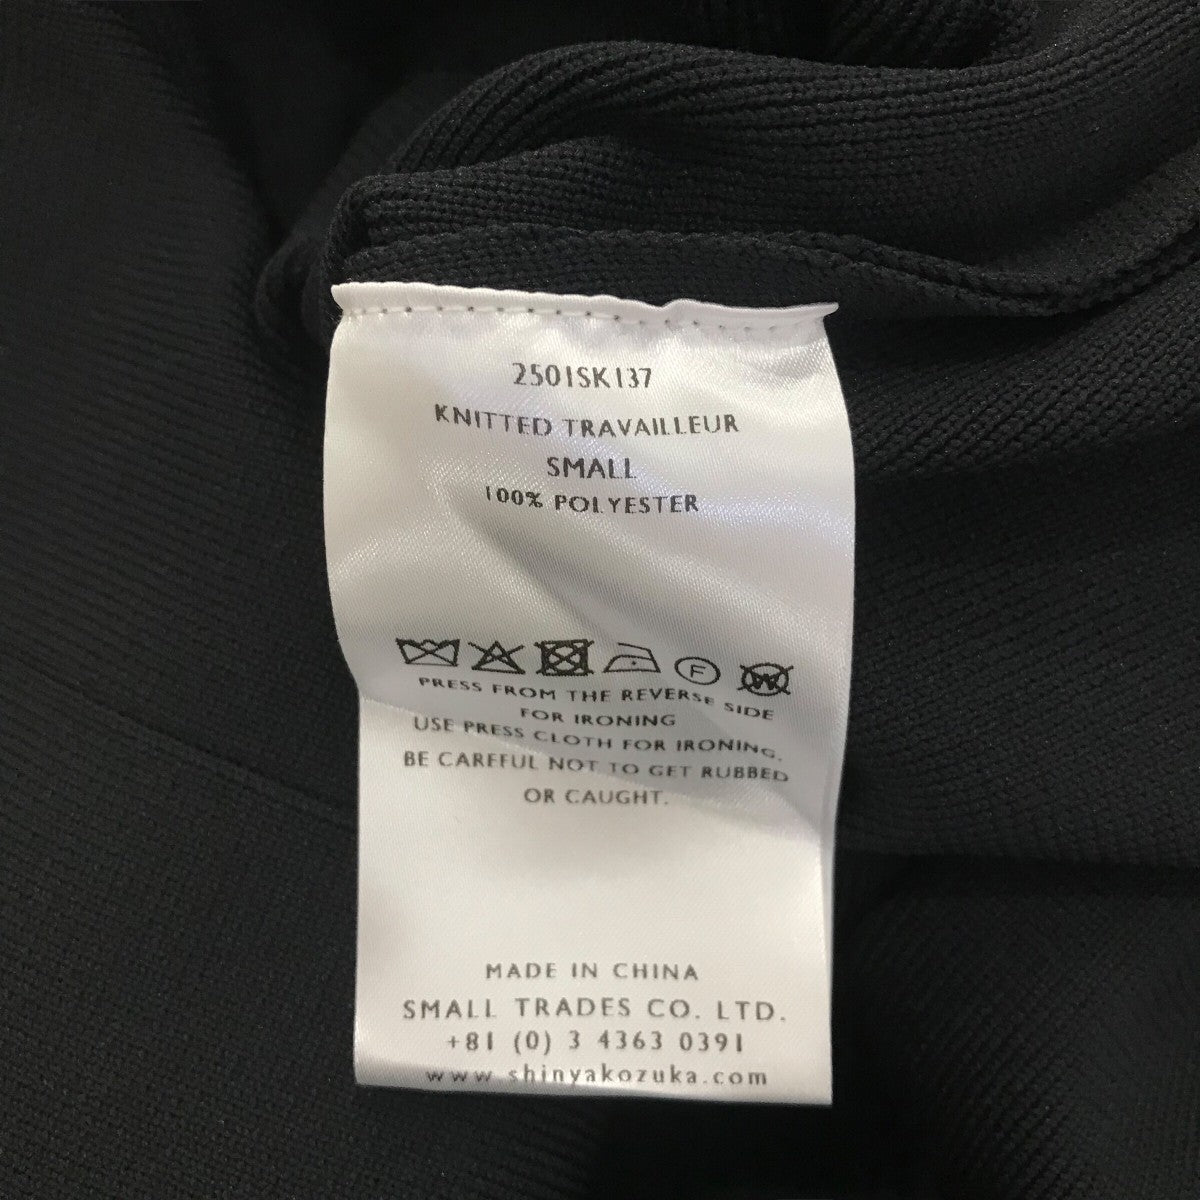 2501SK137
KNITTED TRAVAILLEUR
SMALL
100% POLYESTER
F W
PRESS FROM THE REVERSE SIDE
FOR IRONING
USE PRESS CLOTH FOR IRONING.
BE CAREFUL NOT TO GET RUBBED
OR CAUGHT.
MADE IN CHINA
SMALL TRADES CO. LTD.
+81 (0) 3 4363 0391
www shinyakozuka.com